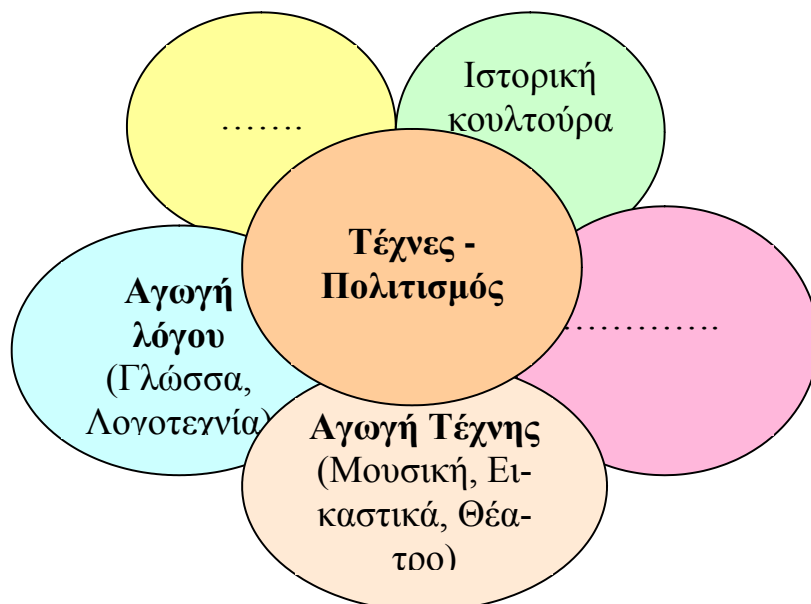 …….
Ιστορική
κουλτούρα
Τέχνες -
Πολιτισμός
………….
Αγωγή
λόγου
(Γλώσσα,
Λογοτεχνία)
Αγωγή Τέχνης
(Μουσική, Ει-
καστικά, Θέα-
τρο)